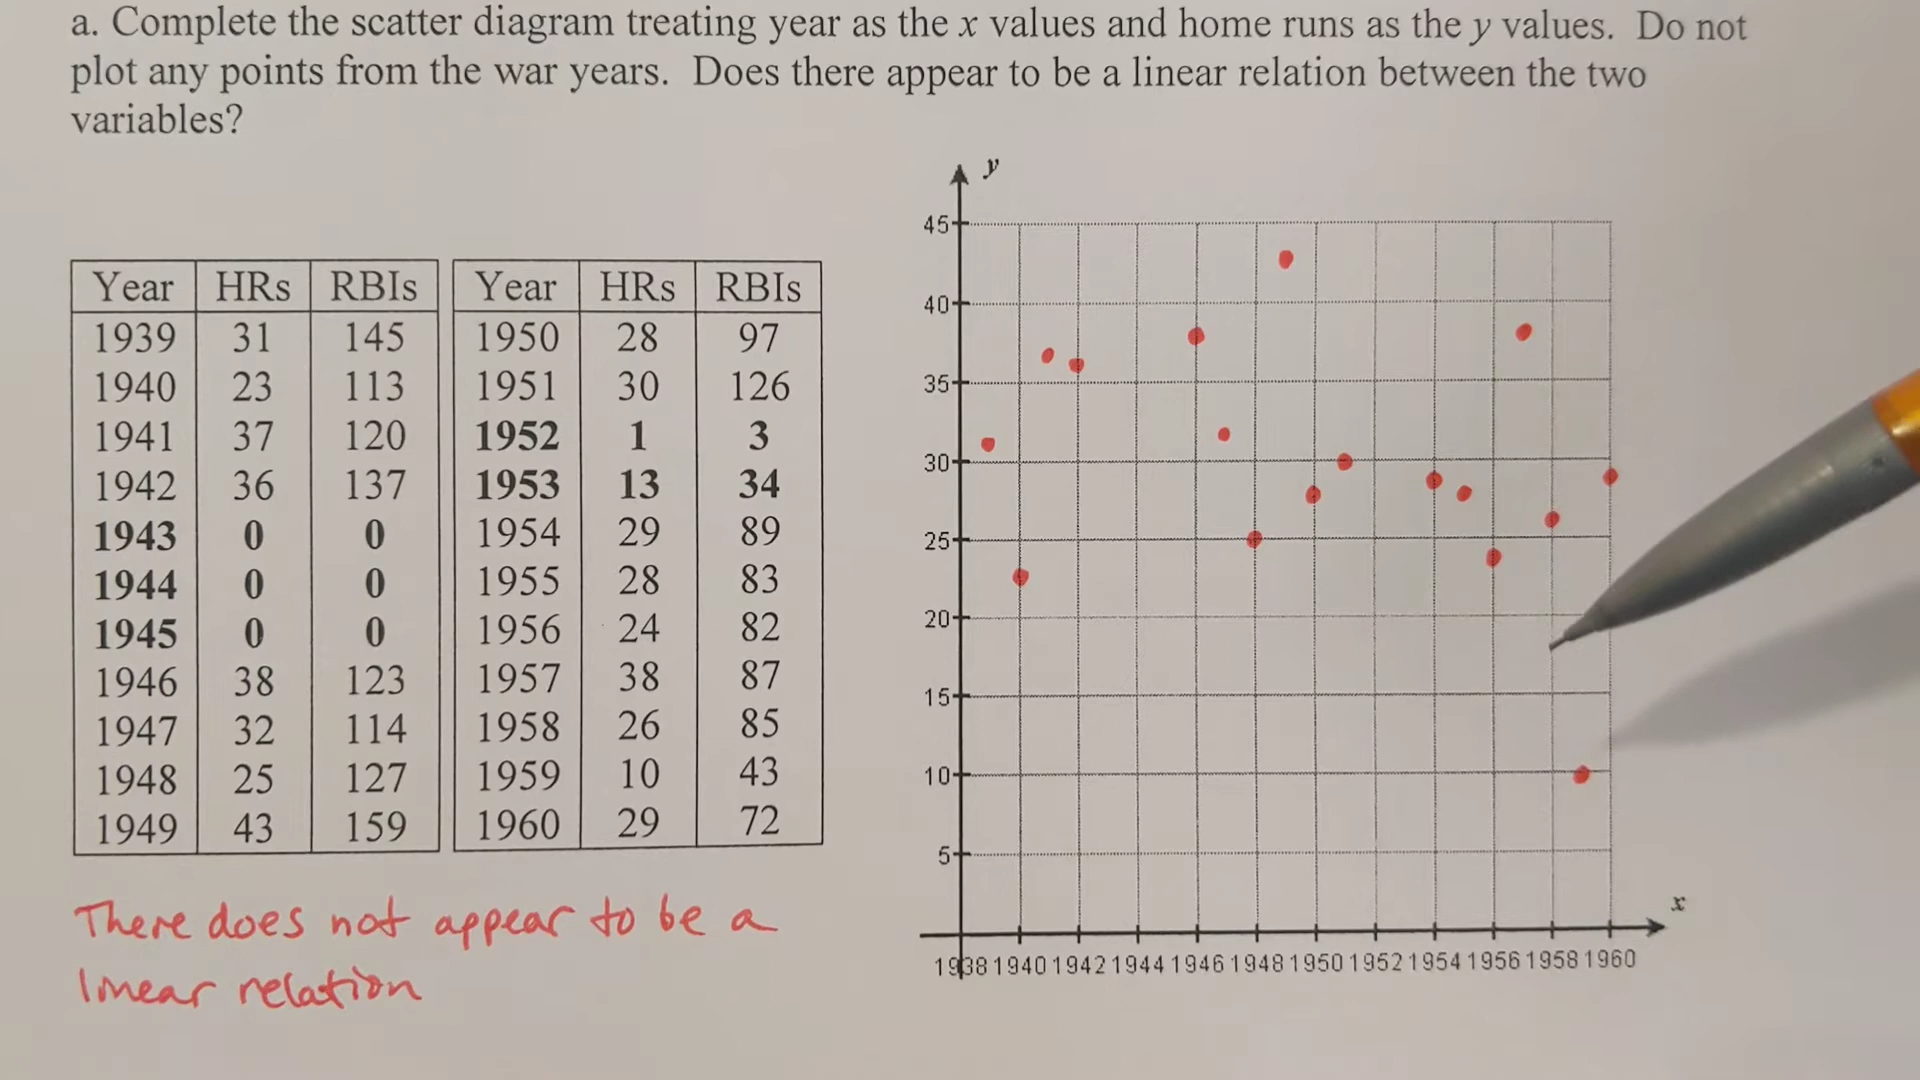 a. Complete the scatter diagram treating year as the x values and home runs as the y values. Do not
plot any points from the war years. Does there appear to be a linear relation between the two
variables?
Year HRs RBIs
1939 31 145
1940 23 113
1941 37 120
1942 36 137
1943 0 0
1944 0 0
1945 0 0
1946 38 123
1947 32 114
1948 25 127
1949 43 159
Year HRs RBIs
1950 28 97
1951 30 126
1952 1 3
1953 13 34
1954 29 89
1955 28 83
1956 24 82
1957 38 87
1958 26 85
1959 10 43
1960 29 72
There does not appear to be a
linear relation
y
45
40
35
30
25
20
15
10
5
x
1938 1940 1942 1944 1946 1948 1950 1952 1954 1956 1958 1960